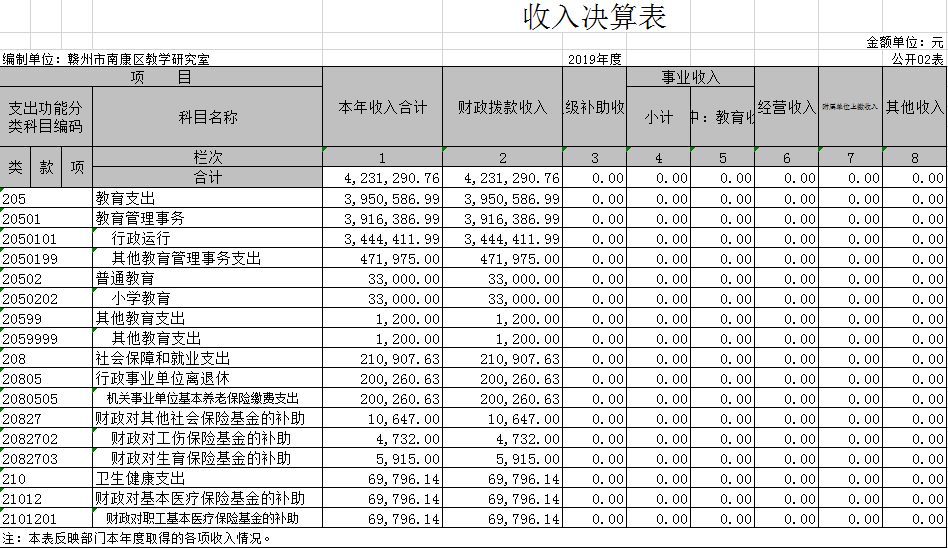 收入决算表
金额单位：元
编制单位：赣州市南康区教学研究室 2019年度 公开02表
项 目 本年收入合计 财政拨款收入 级补助收 事业收入 经营收入 附属单位上缴收入 其他收入
支出功能分类科目编码 科目名称 小计 中：教育收
类 款 项 栏次 1 2 3 4 5 6 7 8
合计 4,231,290.76 4,231,290.76 0.00 0.00 0.00 0.00 0.00 0.00
205 教育支出 3,950,586.99 3,950,586.99 0.00 0.00 0.00 0.00 0.00 0.00
20501 教育管理事务 3,916,386.99 3,916,386.99 0.00 0.00 0.00 0.00 0.00 0.00
2050101 行政运行 3,444,411.99 3,444,411.99 0.00 0.00 0.00 0.00 0.00 0.00
2050199 其他教育管理事务支出 471,975.00 471,975.00 0.00 0.00 0.00 0.00 0.00 0.00
20502 普通教育 33,000.00 33,000.00 0.00 0.00 0.00 0.00 0.00 0.00
2050202 小学教育 33,000.00 33,000.00 0.00 0.00 0.00 0.00 0.00 0.00
20599 其他教育支出 1,200.00 1,200.00 0.00 0.00 0.00 0.00 0.00 0.00
2059999 其他教育支出 1,200.00 1,200.00 0.00 0.00 0.00 0.00 0.00 0.00
208 社会保障和就业支出 210,907.63 210,907.63 0.00 0.00 0.00 0.00 0.00 0.00
20805 行政事业单位离退休 200,260.63 200,260.63 0.00 0.00 0.00 0.00 0.00 0.00
2080505 机关事业单位基本养老保险缴费支出 200,260.63 200,260.63 0.00 0.00 0.00 0.00 0.00 0.00
20827 财政对其他社会保险基金的补助 10,647.00 10,647.00 0.00 0.00 0.00 0.00 0.00 0.00
2082702 财政对工伤保险基金的补助 4,732.00 4,732.00 0.00 0.00 0.00 0.00 0.00 0.00
2082703 财政对生育保险基金的补助 5,915.00 5,915.00 0.00 0.00 0.00 0.00 0.00 0.00
210 卫生健康支出 69,796.14 69,796.14 0.00 0.00 0.00 0.00 0.00 0.00
21012 财政对基本医疗保险基金的补助 69,796.14 69,796.14 0.00 0.00 0.00 0.00 0.00 0.00
2101201 财政对职工基本医疗保险基金的补助 69,796.14 69,796.14 0.00 0.00 0.00 0.00 0.00 0.00
注：本表反映部门本年度取得的各项收入情况。